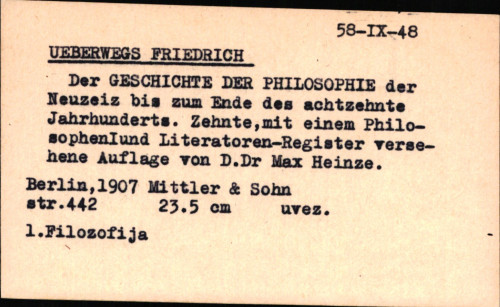 58-IX-48
UEBERWEGS FRIEDRICH
Der GESCHICHTE DER PHILOSOPHIE der
Neuzeiz bis zum Ende des achtzehnte
Jahrhunderts. Zehnte,mit einem Philo-
sophenIund Literatoren-Register verse-
hene Auflage von D.Dr Max Heinze.
Berlin,1907 Mittler & Sohn
str.442 23.5 cm uvez.
1.Filozofija